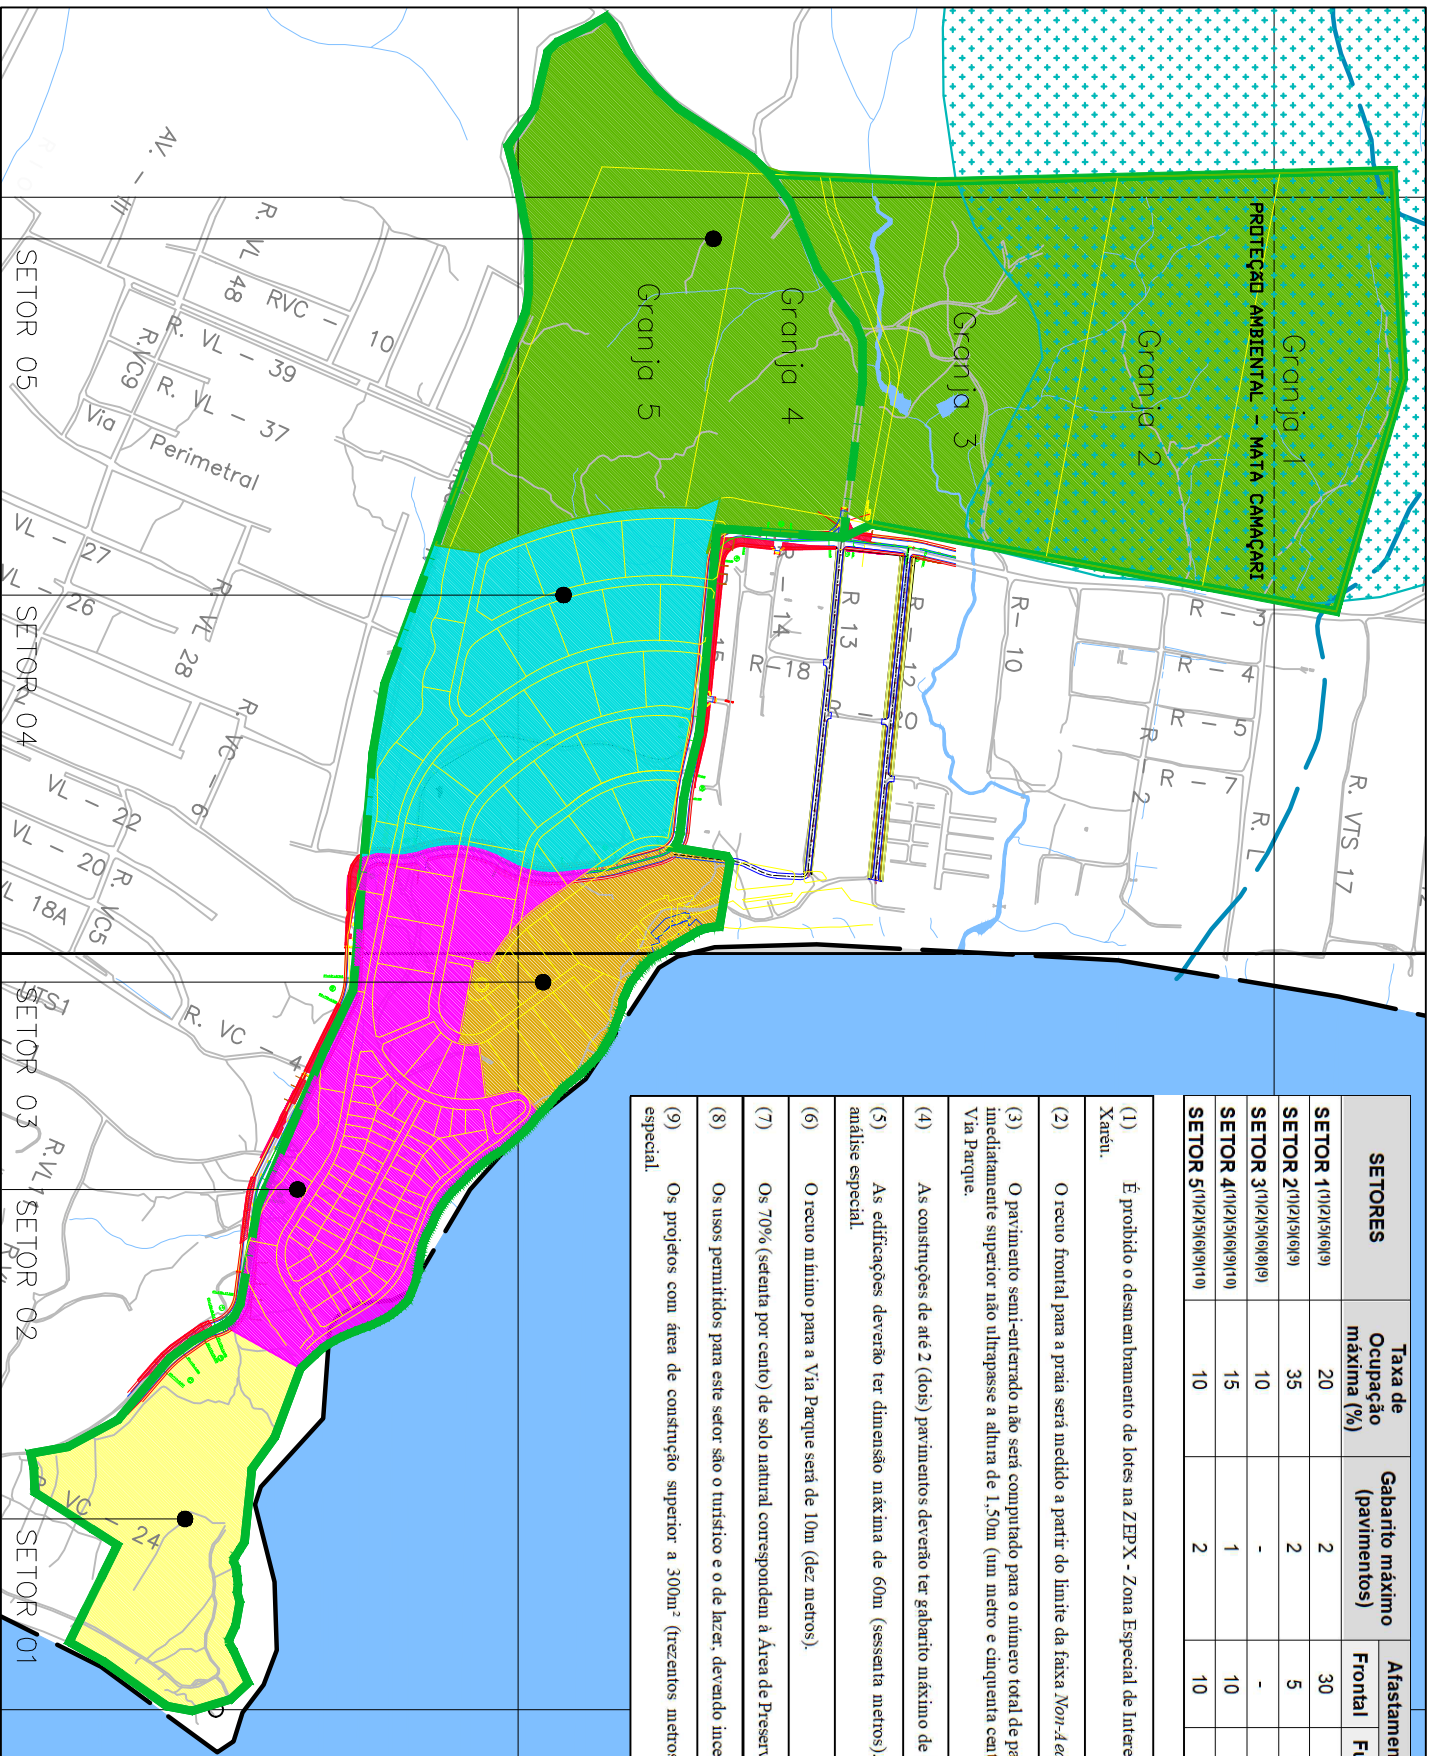 SETORES
Taxa de Ocupação máxima (%)
Gabarito máximo (pavimentos)
Frontal
SETOR 1(1)(2)(5)(6)(9) 20 2 30
SETOR 2(1)(2)(5)(6)(9) 35 2 5
SETOR 3(1)(2)(5)(6)(8)(9) 10 - -
SETOR 4(1)(2)(5)(6)(9)(10) 15 1 10
SETOR 5(1)(2)(5)(6)(9)(10) 10 2 10
(1) É proibido o desmembramento de lotes na ZEPX - Zona Especial de
Xaréu.
(2) O recuo frontal para a praia será medido a partir do limite da faixa
(3) O pavimento semi-enterrado não será computado para o número total de
imediatamente superior não ultrapasse a altura de 1,50m (um metro e cinquenta
Via Parque.
(4) As construções de até 2 (dois) pavimentos deverão ter gabarito máximo de
(5) As edificações deverão ter dimensão máxima de 60m (sessenta metros).
análise especial.
(6) O recuo mínimo para a Via Parque será de 10m (dez metros).
(7) Os 70% (setenta por cento) de solo natural correspondem à Área de
(8) Os usos permitidos para este setor são o turístico e o de lazer, devendo
(9) Os projetos com área de construção superior a 300m² (trezentos metros
especial.
PROTEÇÃO AMBIENTAL - MATA CAMAÇARI
Granja 1
Granja 2
Granja 3
Granja 4
Granja 5
R - 3
R - 4
R - 5
R - 7
R - 2
R. L
R. VTS 17
R- 10
R 13
R-18
14
15
AV. - III
R. VL 48
RVC - 10
R. VL - 39
R.VC9
R. VL - 37
Via Perimetral
VL - 27
VL - 26
R. VL 28
R. VC - 6
VL - 22
VL - 20
VL 18A
R. VC5
R. VC - 4
VC - 24
SETOR 05
SETOR 04
SETOR 03
SETOR 02
SETOR 01